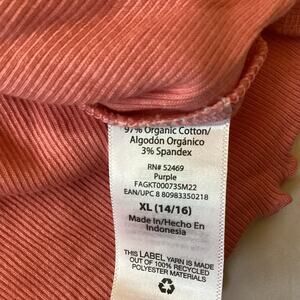 97% Organic Cotton/
Algodón Orgánico
3% Spandex
RN# 52469
Purple
FAGKT00073SM22
EAN/UPC 8 80983350218
XL (14/16)
Made in/Hecho En
Indonesia
THIS LABEL YARN IS MADE
OUT OF 100% RECYCLED
POLYESTER MATERIALS